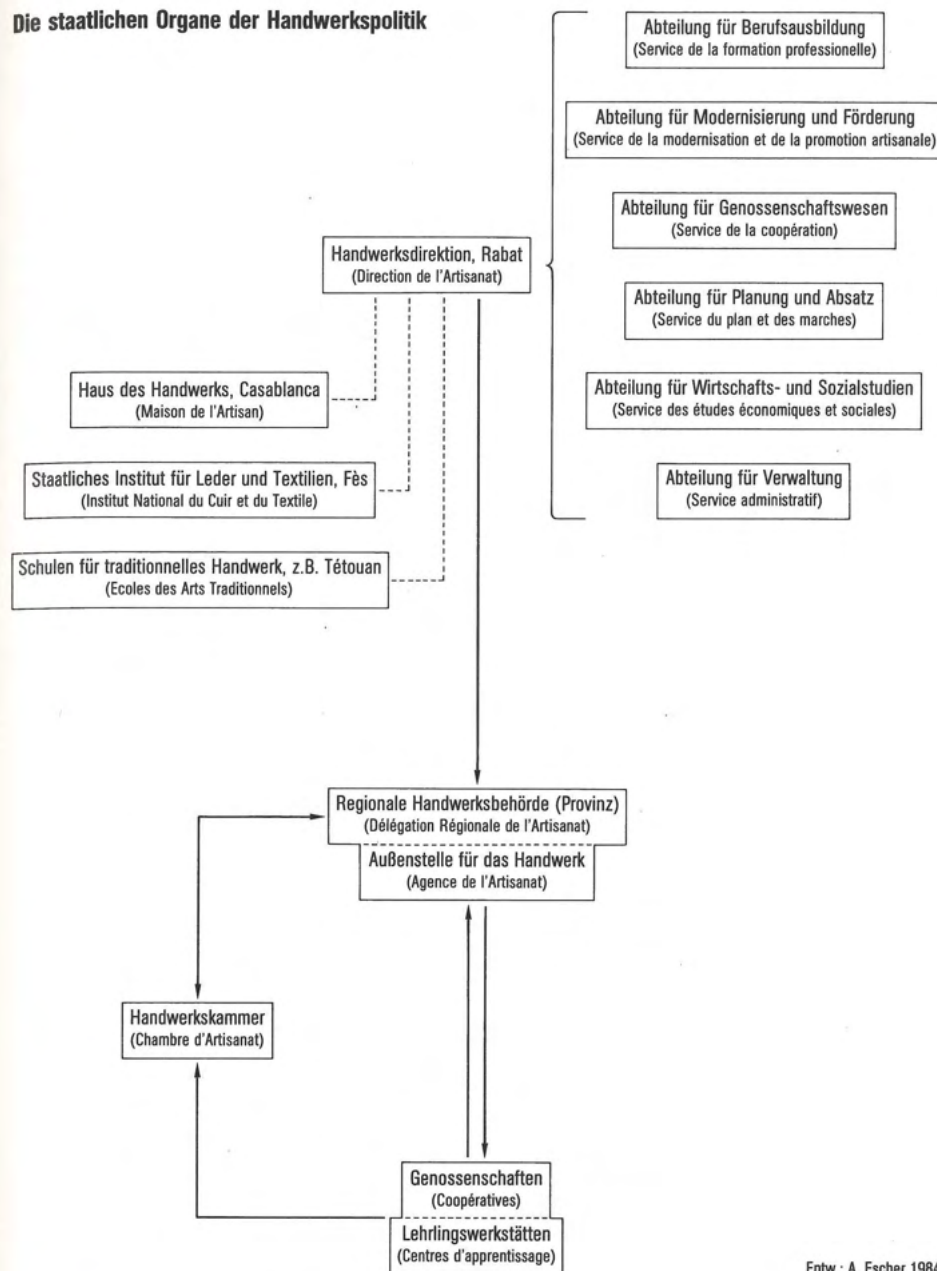 Die staatlichen Organe der Handwerkspolitik
Abteilung für Berufsausbildung
(Service de la formation professionelle)
Abteilung für Modernisierung und Förderung
(Service de la modernisation et de la promotion artisanale)
Abteilung für Genossenschaftswesen
(Service de la coopération)
Handwerksdirektion, Rabat
(Direction de l'Artisanat)
Abteilung für Planung und Absatz
(Service du plan et des marches)
Haus des Handwerks, Casablanca
(Maison de l'Artisan)
Abteilung für Wirtschafts- und Sozialstudien
(Service des études économiques et sociales)
Staatliches Institut für Leder und Textilien, Fès
(Institut National du Cuir et du Textile)
Abteilung für Verwaltung
(Service administratif)
Schulen für traditionnelles Handwerk, z.B. Tétouan
(Ecoles des Arts Traditionnels)
Regionale Handwerksbehörde (Provinz)
(Délégation Régionale de l'Artisanat)
Außenstelle für das Handwerk
(Agence de l'Artisanat)
Handwerkskammer
(Chambre d'Artisanat)
Genossenschaften
(Coopératives)
Lehrlingswerkstätten
(Centres d'apprentissage)
Entw.: A. Escher 1984